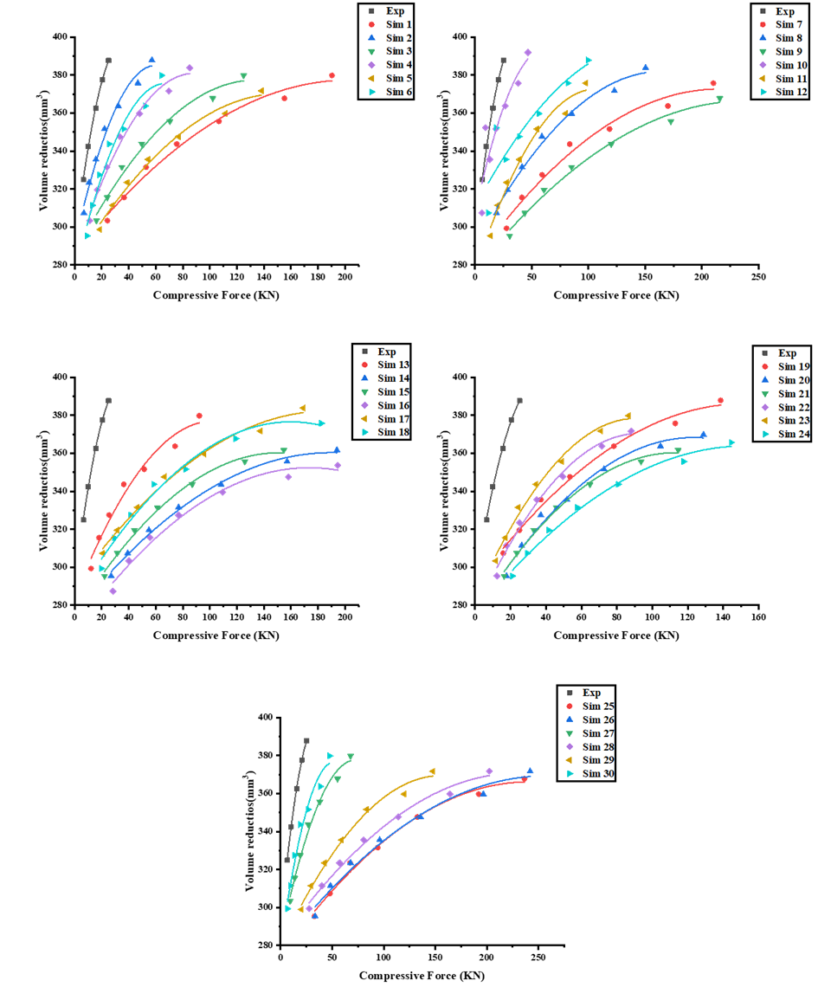 Exp
Sim 1
Sim 2
Sim 3
Sim 4
Sim 5
Sim 6
400
380
360
340
320
300
280
Volume reductios(mm3)
0 20 40 60 80 100 120 140 160 180 200
Compressive Force (KN)
Exp
Sim 7
Sim 8
Sim 9
Sim 10
Sim 11
Sim 12
400
380
360
340
320
300
280
Volume reductios(mm3)
0 50 100 150 200 250
Compressive Force (KN)
Exp
Sim 13
Sim 14
Sim 15
Sim 16
Sim 17
Sim 18
400
380
360
340
320
300
280
Volume reductios(mm3)
0 20 40 60 80 100 120 140 160 180 200
Compressive Force (KN)
Exp
Sim 19
Sim 20
Sim 21
Sim 22
Sim 23
Sim 24
400
380
360
340
320
300
280
Volume reductios(mm3)
0 20 40 60 80 100 120 140 160
Compressive Force (KN)
Exp
Sim 25
Sim 26
Sim 27
Sim 28
Sim 29
Sim 30
400
380
360
340
320
300
280
Volume reductios(mm3)
0 50 100 150 200 250
Compressive Force (KN)